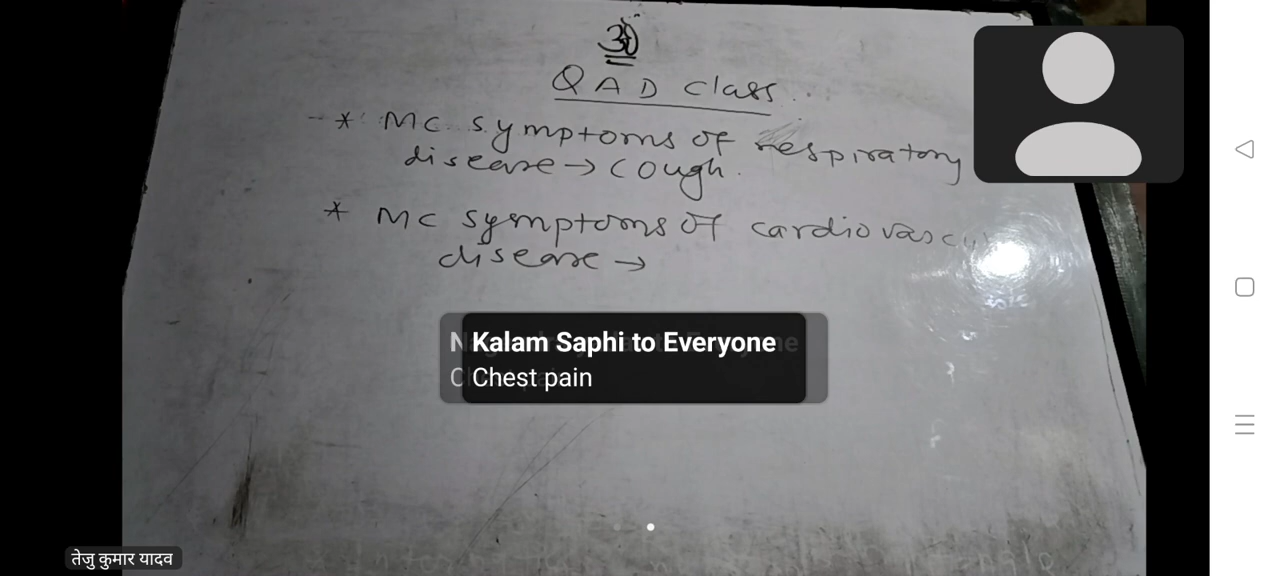 ॐ
QAD Class
* MC symptoms of respiratory
disease → Cough.
* MC symptoms of cardiovascu
disease →
Kalam Saphi to Everyone
Chest pain
तेजु कुमार यादव